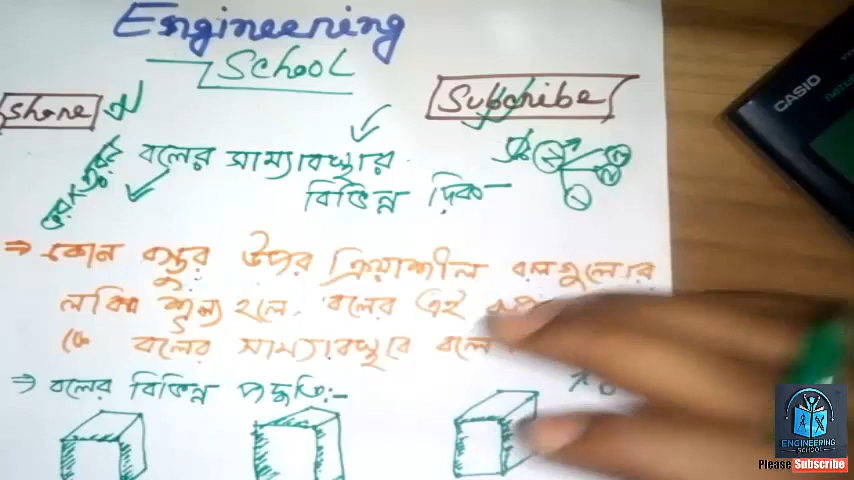 Engineering
School
Share
Subscribe
বলের সাম্যাবস্থার
বিভিন্ন দিক
⇒ কোন বস্তুর উপর ক্রিয়াশীল বলগুলোর
লব্ধি শূন্য হলে. বলের এই
কে বলের সাম্যাবস্থা বলে
⇒ বলের বিভিন্ন পদ্ধতি:-
CASIO
ENGINEERING
SCHOOL
Please Subscribe